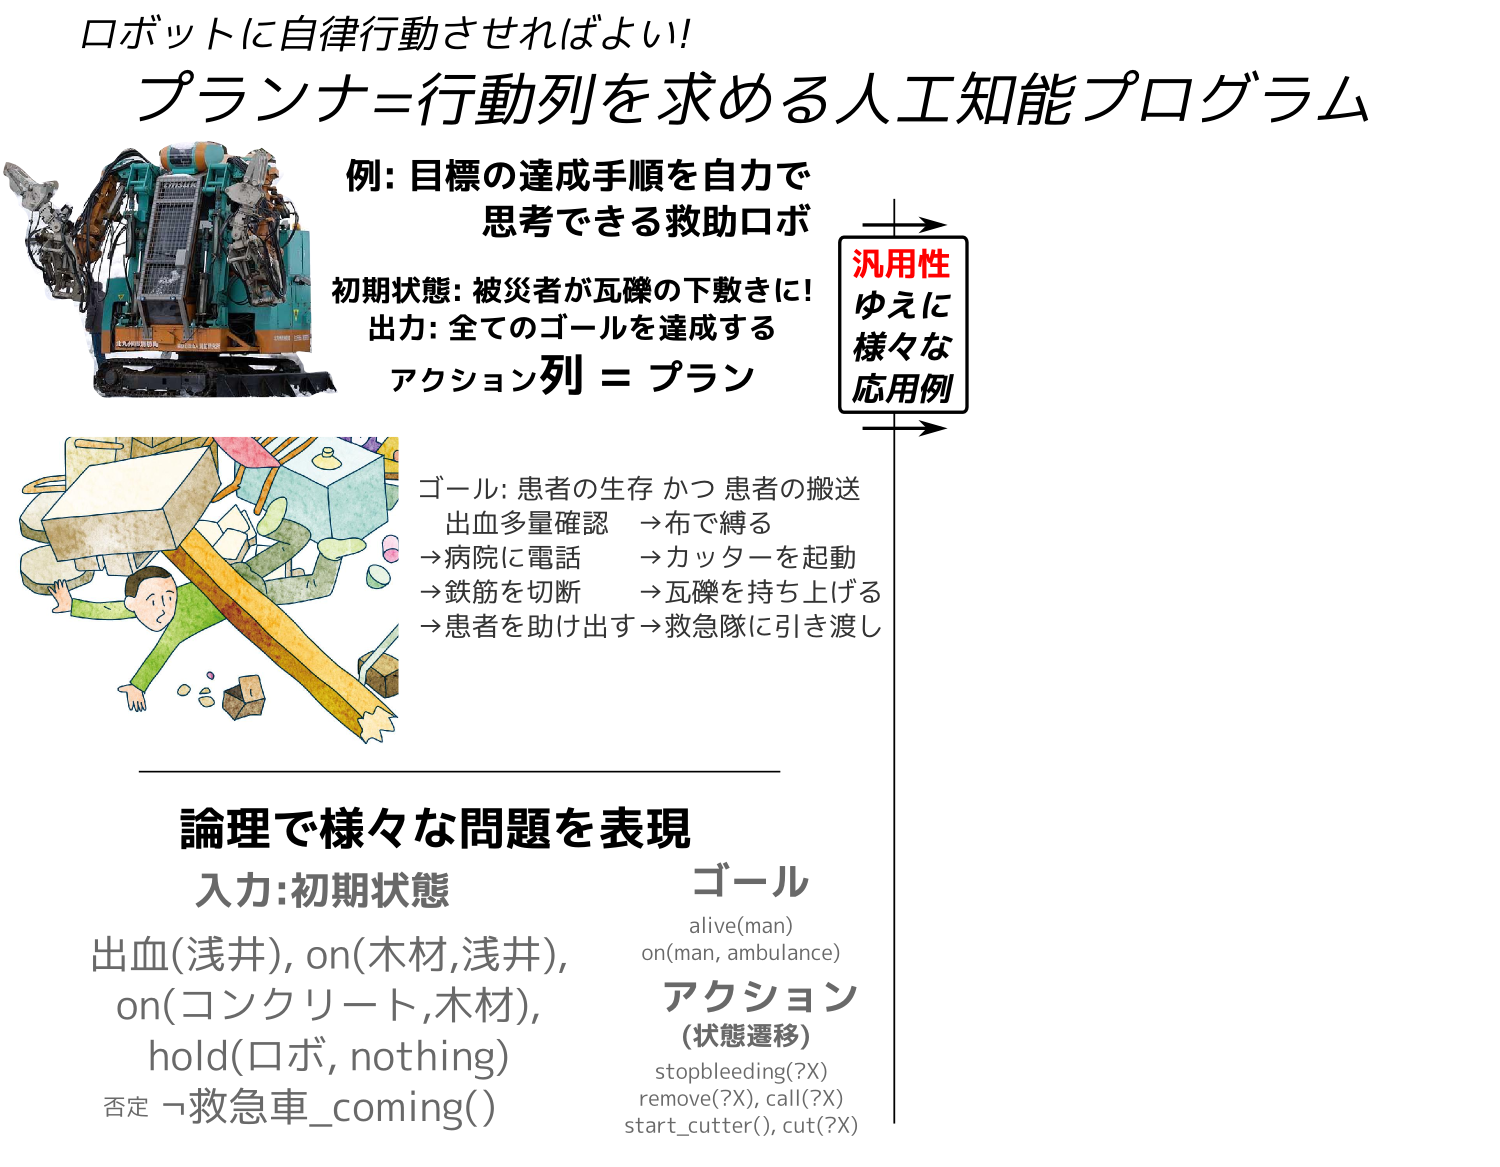 ロボットに自律行動させればよい!
プランナ=行動列を求める人工知能プログラム
例: 目標の達成手順を自力で
思考できる救助ロボ
初期状態: 被災者が瓦礫の下敷きに!
出力: 全てのゴールを達成する
アクション列 = プラン
汎用性
ゆえに
様々な
応用例
ゴール: 患者の生存 かつ 患者の搬送
出血多量確認 →布で縛る
→病院に電話 →カッターを起動
→鉄筋を切断 →瓦礫を持ち上げる
→患者を助け出す→救急隊に引き渡し
論理で様々な問題を表現
入力:初期状態
出血(浅井), on(木材,浅井),
on(コンクリート,木材),
hold(ロボ, nothing)
否定 ¬救急車_coming()
ゴール
alive(man)
on(man, ambulance)
アクション
(状態遷移)
stopbleeding(?X)
remove(?X), call(?X)
start_cutter(), cut(?X)